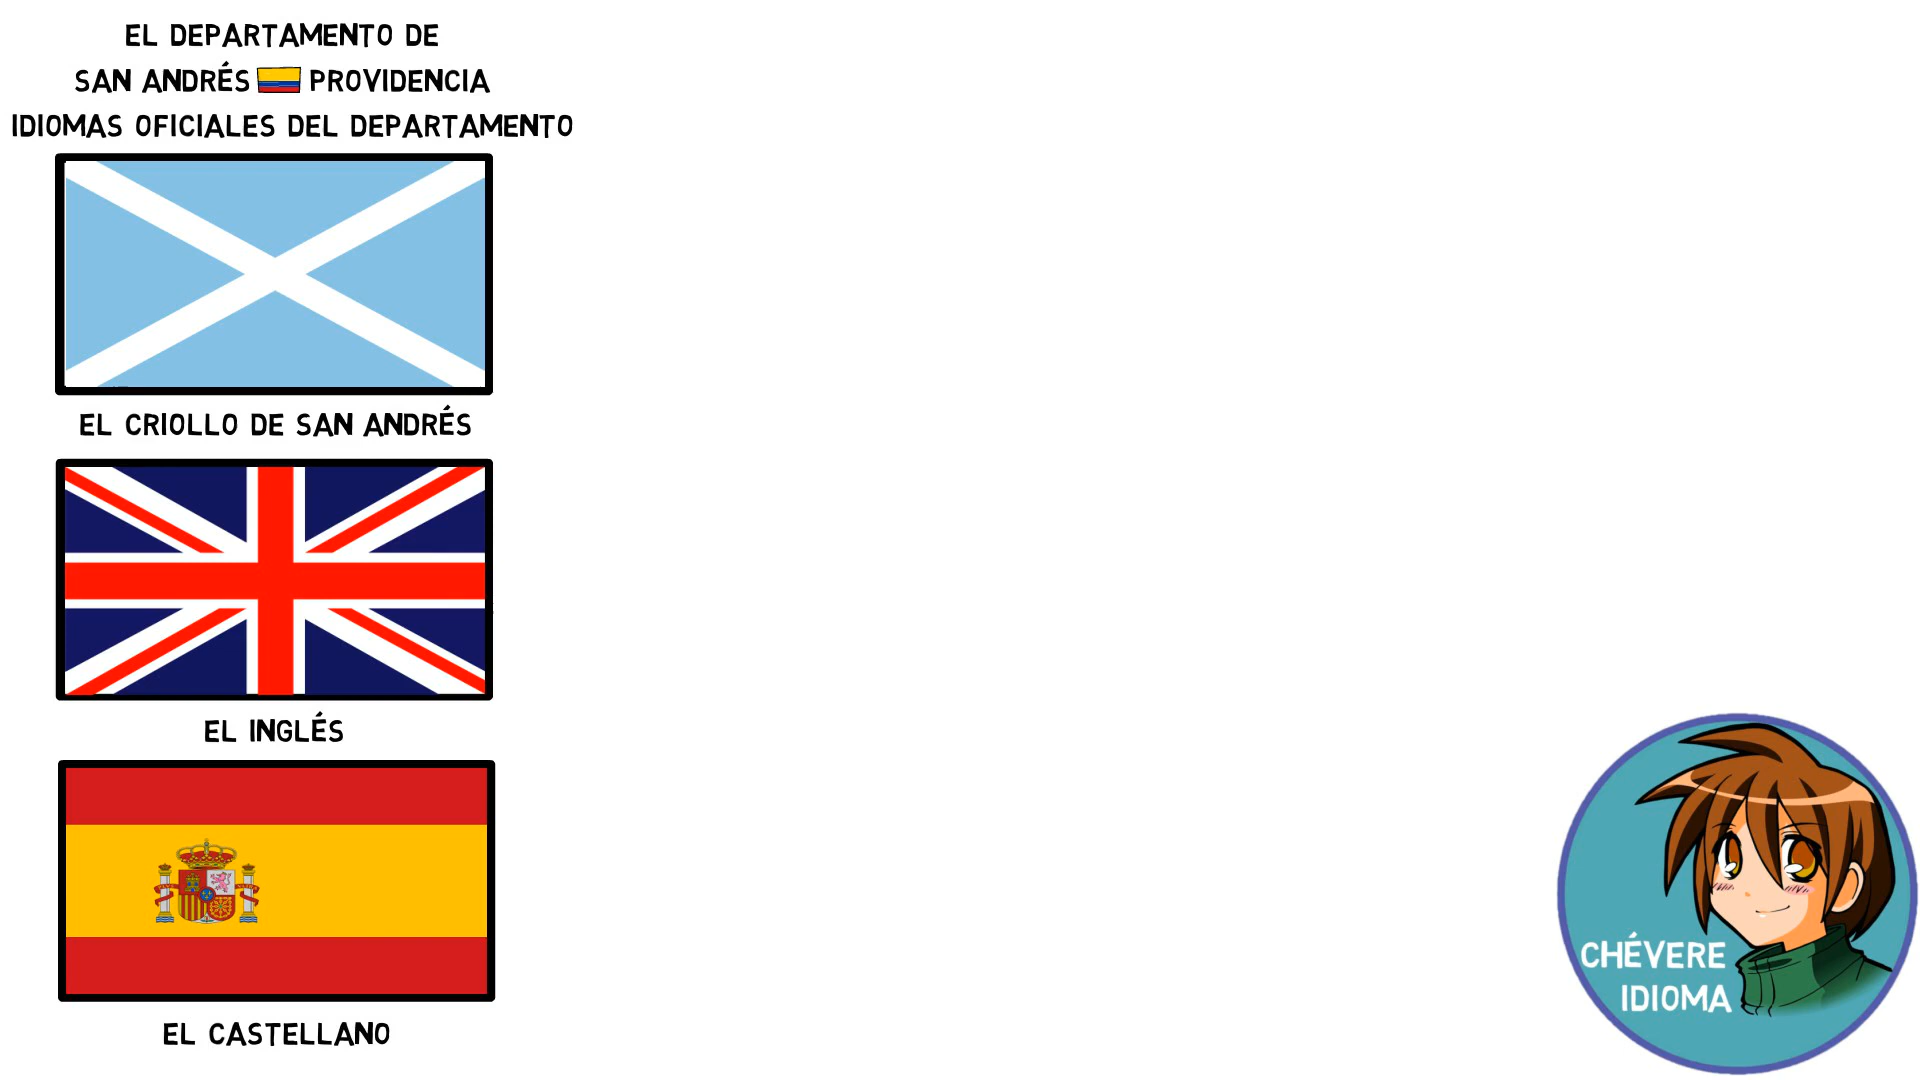 EL DEPARTAMENTO DE
SAN ANDRÉS PROVIDENCIA
IDIOMAS OFICIALES DEL DEPARTAMENTO
EL CRIOLLO DE SAN ANDRÉS
EL INGLÉS
EL CASTELLANO
CHÉVERE
IDIOMA